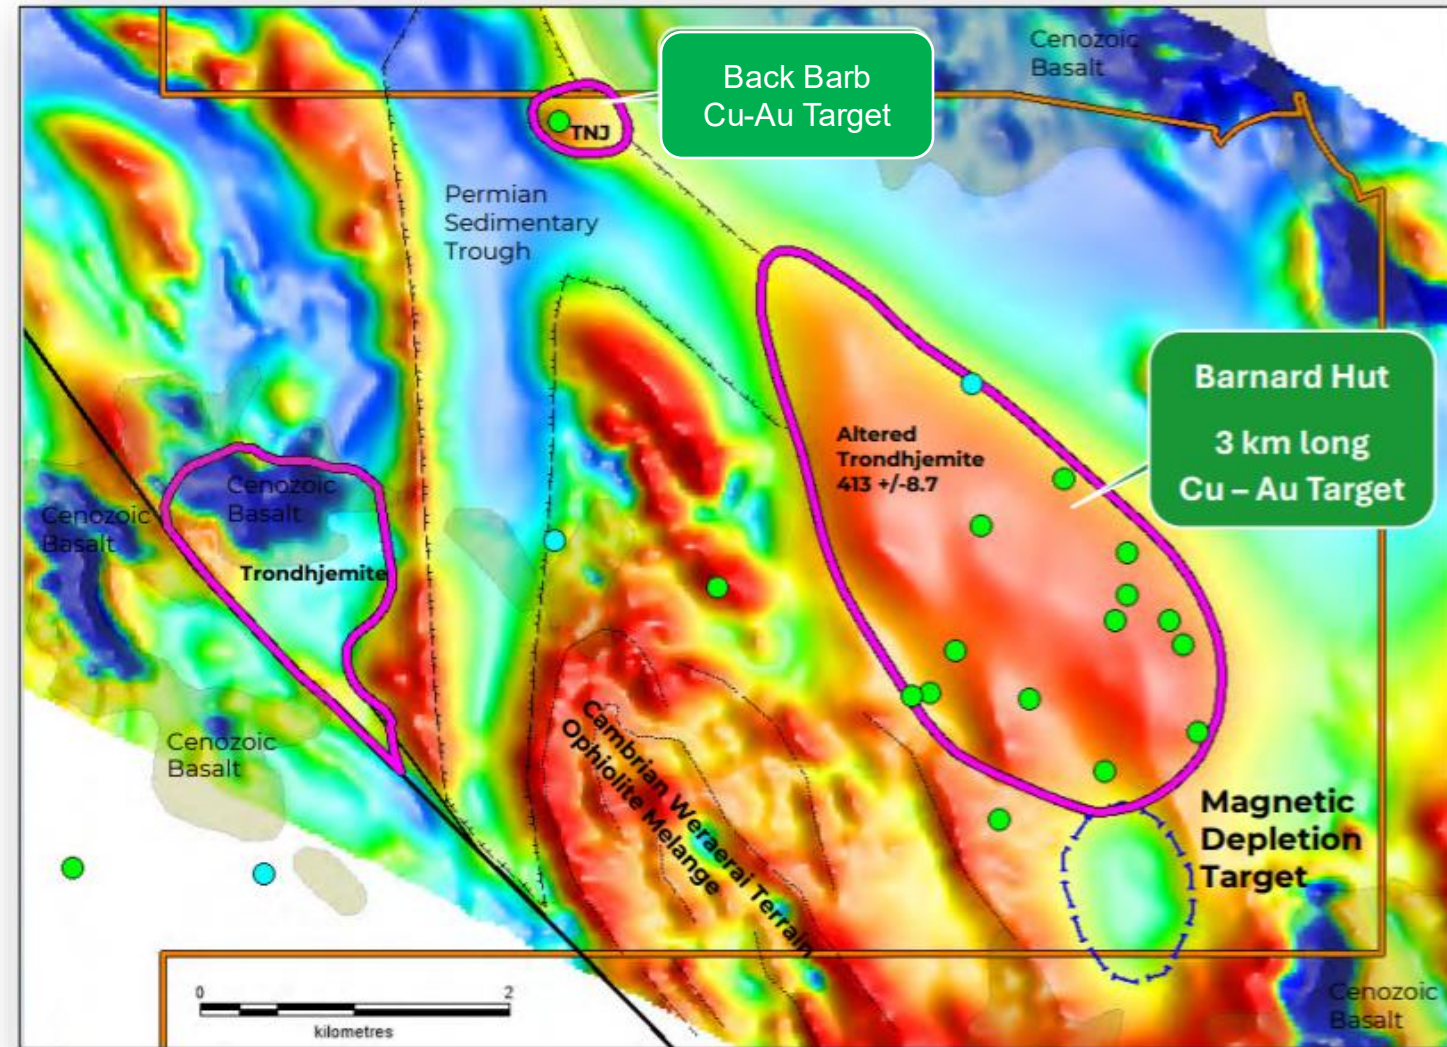 Cenozoic
Basalt
Back Barb
Cu-Au Target
TNJ
Permian
Sedimentary
Trough
Barnard Hut
3 km long
Cu – Au Target
Altered
Trondhjemite
413 +/-8.7
Cenozoic
Basalt
Cenozoic
Basalt
Trondhjemite
Cenozoic
Basalt
Cambrian Weraerai Terrain
Ophiolite Melange
Magnetic
Depletion
Target
Cenozoic
Basalt
0 2
kilometres